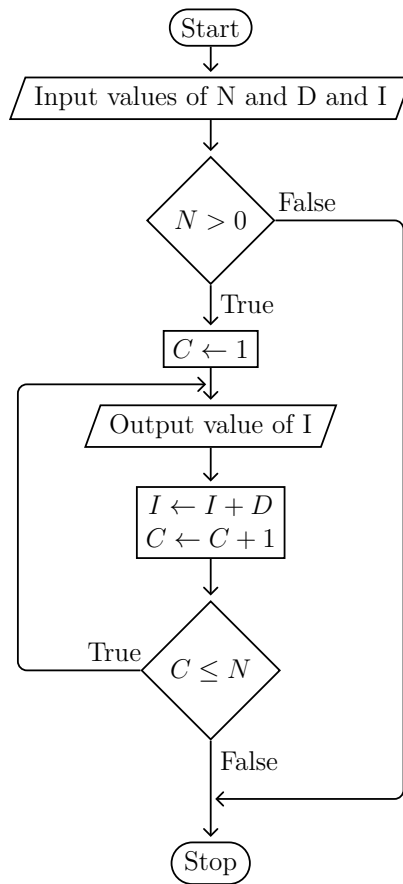 Start
Input values of N and D and I
N > 0
False
True
C ← 1
Output value of I
I ← I + D
C ← C + 1
True
C ≤ N
False
Stop